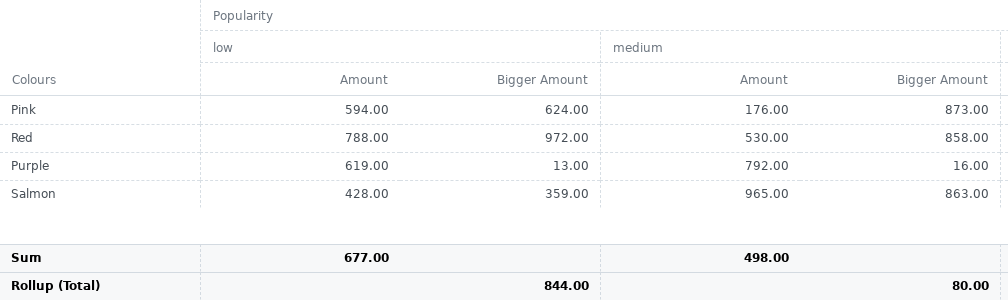 Popularity
low medium
Colours Amount Bigger Amount Amount Bigger Amount
Pink 594.00 624.00 176.00 873.00
Red 788.00 972.00 530.00 858.00
Purple 619.00 13.00 792.00 16.00
Salmon 428.00 359.00 965.00 863.00
Sum 677.00 498.00
Rollup (Total) 844.00 80.00